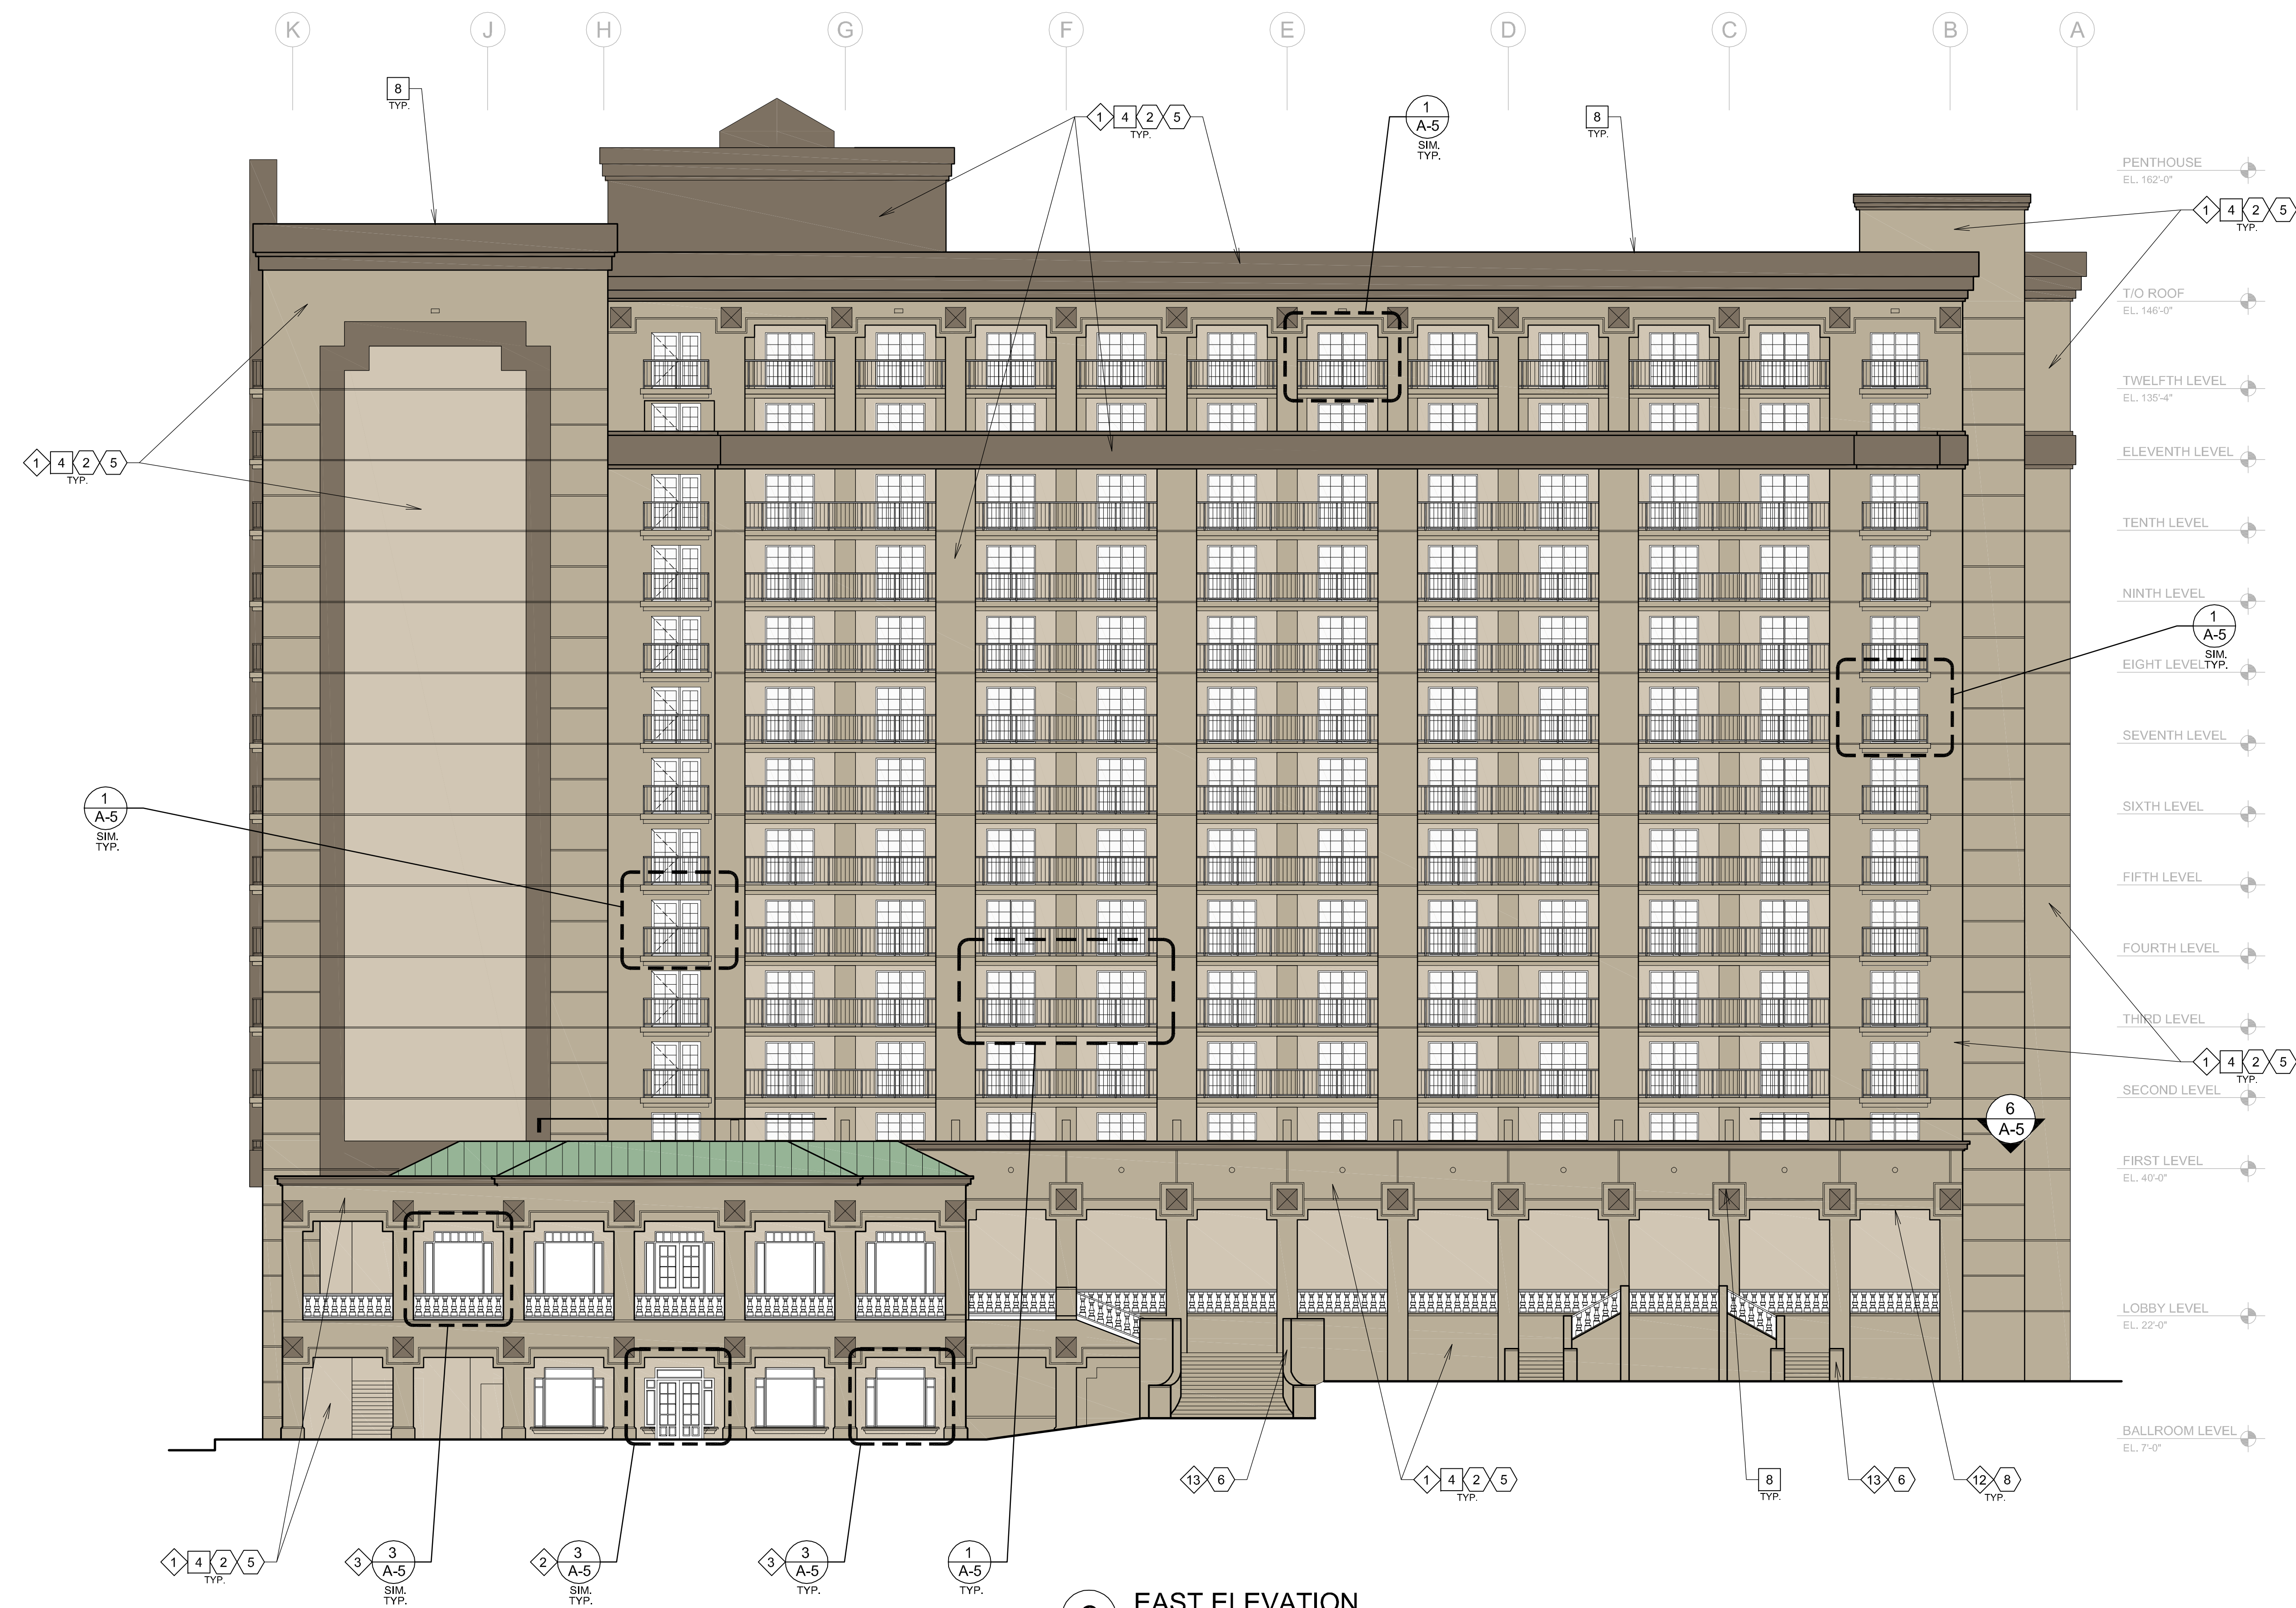 K
J
H
G
F
E
D
C
B
A
8
TYP.
1 4 2 5
TYP.
1
A-5
SIM.
TYP.
8
TYP.
PENTHOUSE
EL. 162'-0"
1 4 2 5
TYP.
T/O ROOF
EL. 146'-0"
TWELFTH LEVEL
EL. 135'-4"
ELEVENTH LEVEL
1 4 2 5
TYP.
TENTH LEVEL
NINTH LEVEL
1
A-5
SIM.
TYP.
EIGHT LEVEL
SEVENTH LEVEL
SIXTH LEVEL
1
A-5
SIM.
TYP.
FIFTH LEVEL
FOURTH LEVEL
THIRD LEVEL
1 4 2 5
TYP.
SECOND LEVEL
6
A-5
FIRST LEVEL
EL. 40'-0"
LOBBY LEVEL
EL. 22'-0"
BALLROOM LEVEL
EL. 7'-0"
13 6
1 4 2 5
TYP.
8
TYP.
13 6
12 8
TYP.
1 4 2 5
TYP.
3
3
A-5
SIM.
TYP.
2
3
A-5
SIM.
TYP.
3
3
A-5
TYP.
1
A-5
TYP.
EAST ELEVATION